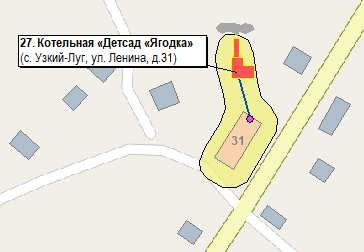 27. Котельная «Детсад «Ягодка»
(с. Узкий-Луг, ул. Ленина, д.31)
31